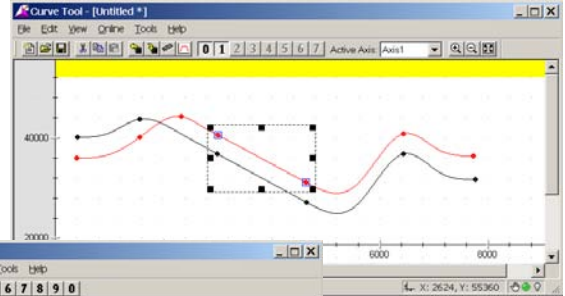 Curve Tool - [Untitled *]
File Edit View Online Tools Help
0 1 2 3 4 5 6 7 Active Axis: Axis1
40000
20000
6000 8000
Tools Help
6 7 8 9 0
X: 2624, Y: 55360